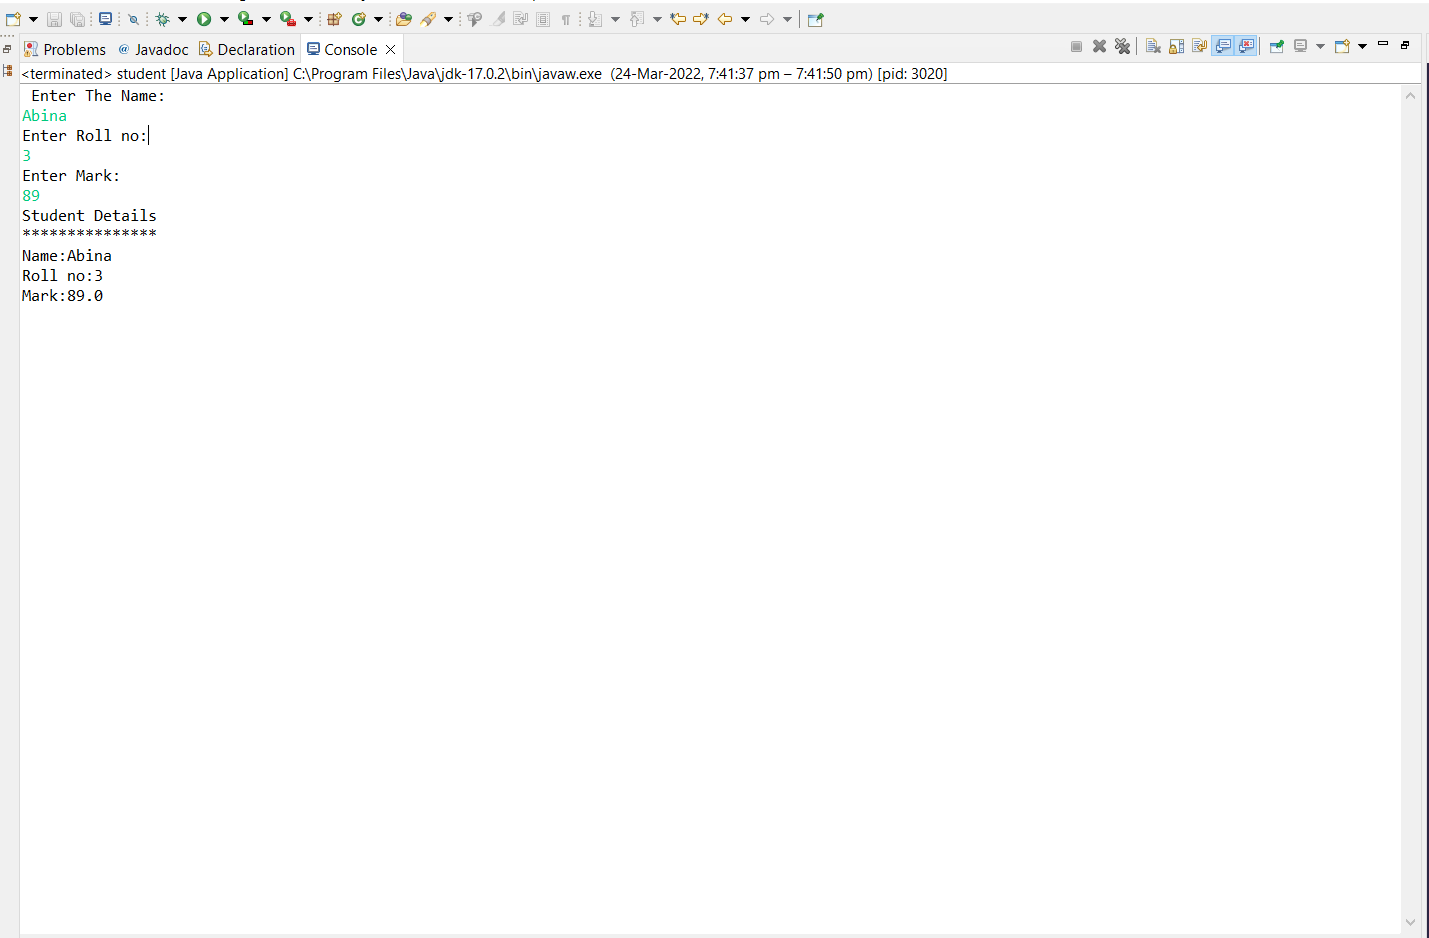 Problems @ Javadoc Declaration Console
<terminated> student [Java Application] C:\Program Files\Java\jdk-17.0.2\bin\javaw.exe (24-Mar-2022, 7:41:37 pm – 7:41:50 pm) [pid: 3020]
Enter The Name:
Abina
Enter Roll no:
3
Enter Mark:
89
Student Details
***************
Name:Abina
Roll no:3
Mark:89.0